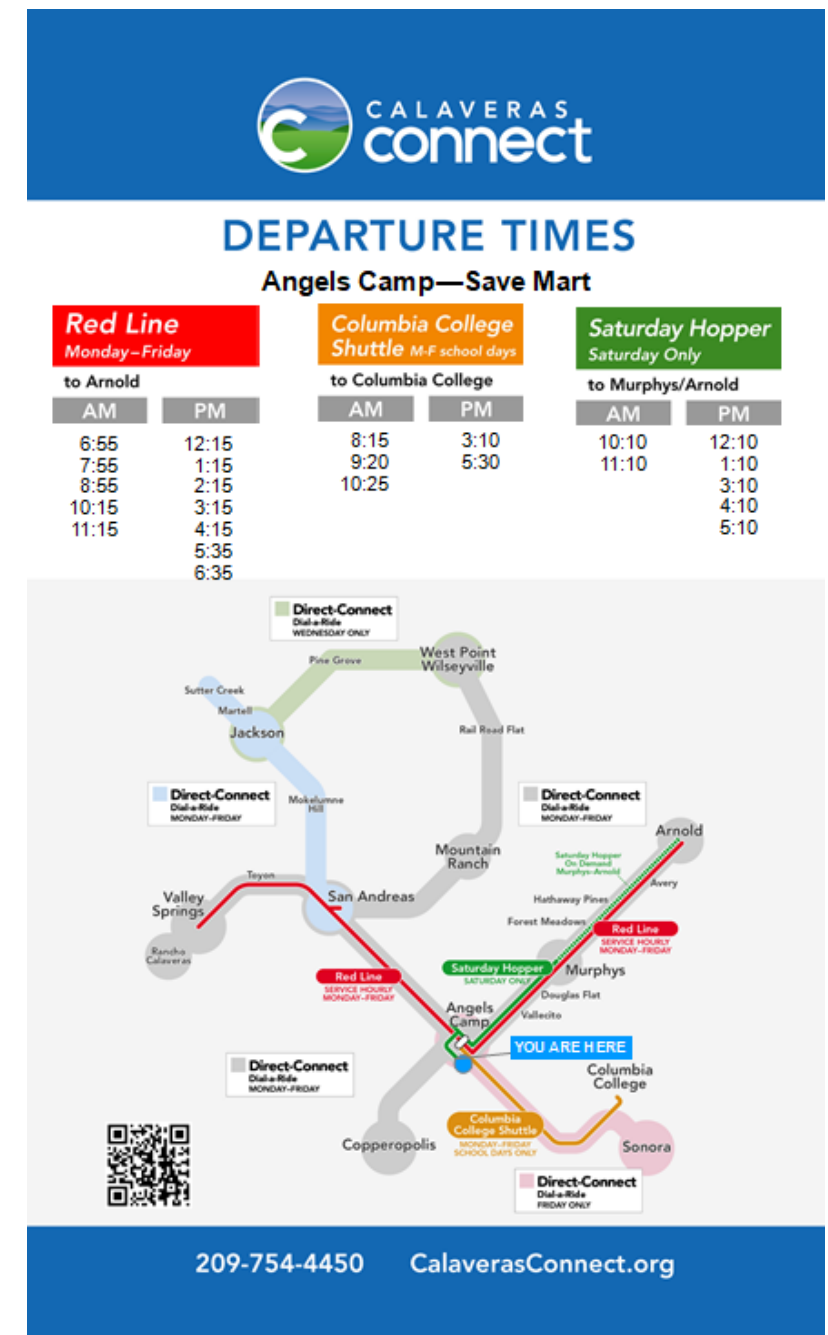 CALAVERAS
connect
DEPARTURE TIMES
Angels Camp—Save Mart
Red Line
Monday–Friday
to Arnold
AM PM
6:55 12:15
7:55 1:15
8:55 2:15
10:15 3:15
11:15 4:15
5:35
6:35
Columbia College
Shuttle M-F school days
to Columbia College
AM PM
8:15 3:10
9:20 5:30
10:25
Saturday Hopper
Saturday Only
to Murphys/Arnold
AM PM
10:10 12:10
11:10 1:10
3:10
4:10
5:10
Direct-Connect
Dial-a-Ride
WEDNESDAY ONLY
Pine Grove
West Point
Wilseyville
Sutter Creek
Martell
Jackson
Rail Road Flat
Direct-Connect
Dial-a-Ride
MONDAY-FRIDAY
Mokelumne
Hill
Direct-Connect
Dial-a-Ride
MONDAY-FRIDAY
Arnold
Mountain
Ranch
Saturday Hopper
On Demand
Murphys-Arnold
Toyon
Avery
Valley
Springs
San Andreas
Hathaway Pines
Forest Meadows
Red Line
SERVICE HOURLY
MONDAY-FRIDAY
Rancho
Calaveras
Red Line
SERVICE HOURLY
MONDAY-FRIDAY
Saturday Hopper
SATURDAY ONLY
Murphys
Douglas Flat
Angels
Camp
Vallecito
YOU ARE HERE
Direct-Connect
Dial-a-Ride
MONDAY-FRIDAY
Columbia
College
Columbia
College Shuttle
MONDAY-FRIDAY
SCHOOL DAYS ONLY
Copperopolis
Sonora
Direct-Connect
Dial-a-Ride
FRIDAY ONLY
209-754-4450 CalaverasConnect.org